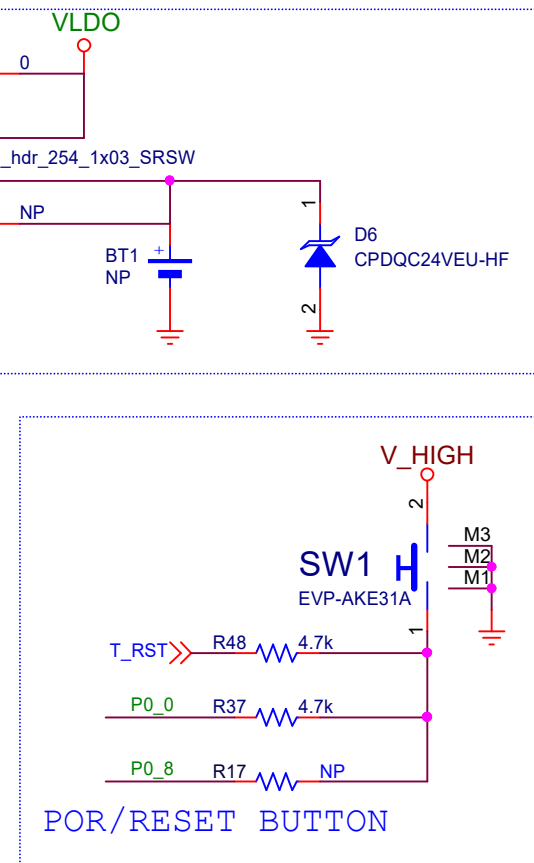 VLDO
0
_hdr_254_1x03_SRSW
NP
1
D6
BT1
+
CPDQC24VEU-HF
NP
2
V_HIGH
2
M3
SW1
M2
M1
EVP-AKE31A
1
T_RST
R48
4.7k
P0_0
R37
4.7k
P0_8
R17
NP
POR/RESET BUTTON